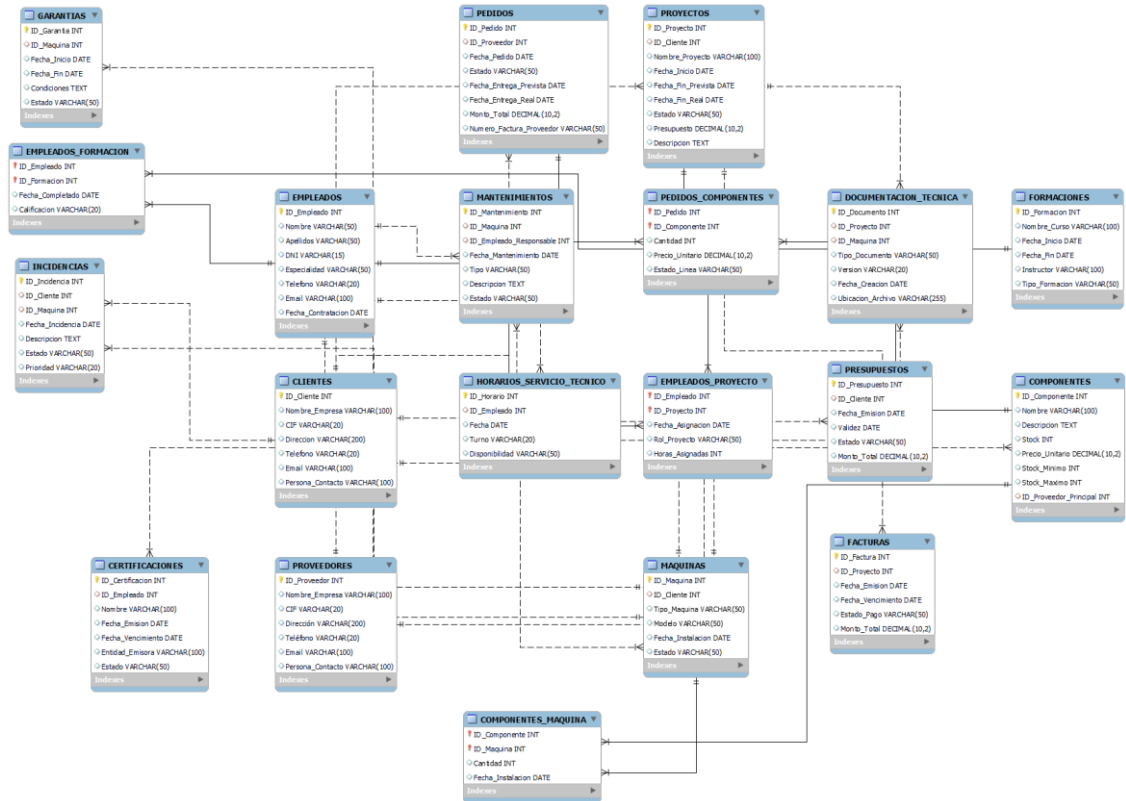 GARANTIAS
ID_Garantia INT
ID_Maquina INT
Fecha_Inicio DATE
Fecha_Fin DATE
Condiciones TEXT
Estado VARCHAR(50)
Indexes
PEDIDOS
ID_Pedido INT
ID_Proveedor INT
Fecha_Pedido DATE
Estado VARCHAR(50)
Fecha_Entrega_Prevista DATE
Fecha_Entrega_Real DATE
Monto_Total DECIMAL(10,2)
Numero_Factura_Proveedor VARCHAR(50)
Indexes
PROYECTOS
ID_Proyecto INT
ID_Cliente INT
Nombre_Proyecto VARCHAR(100)
Fecha_Inicio DATE
Fecha_Fin_Prevista DATE
Fecha_Fin_Real DATE
Estado VARCHAR(50)
Presupuesto DECIMAL(10,2)
Descripcion TEXT
Indexes
EMPLEADOS_FORMACION
ID_Empleado INT
ID_Formacion INT
Fecha_Completado DATE
Calificacion VARCHAR(20)
Indexes
EMPLEADOS
ID_Empleado INT
Nombre VARCHAR(50)
Apellidos VARCHAR(50)
DNI VARCHAR(15)
Especialidad VARCHAR(50)
Telefono VARCHAR(20)
Email VARCHAR(100)
Fecha_Contratacion DATE
Indexes
MANTENIMIENTOS
ID_Mantenimiento INT
ID_Maquina INT
ID_Empleado_Responsable INT
Fecha_Mantenimiento DATE
Tipo VARCHAR(50)
Descripcion TEXT
Estado VARCHAR(50)
Indexes
PEDIDOS_COMPONENTES
ID_Pedido INT
ID_Componente INT
Cantidad INT
Precio_Unitario DECIMAL(10,2)
Estado_Linea VARCHAR(50)
Indexes
DOCUMENTACION_TECNICA
ID_Documento INT
ID_Proyecto INT
ID_Maquina INT
Tipo_Documento VARCHAR(50)
Version VARCHAR(20)
Fecha_Creacion DATE
Ubicacion_Archivo VARCHAR(255)
Indexes
FORMACIONES
ID_Formacion INT
Nombre_Curso VARCHAR(100)
Fecha_Inicio DATE
Fecha_Fin DATE
Instructor VARCHAR(100)
Tipo_Formacion VARCHAR(50)
Indexes
INCIDENCIAS
ID_Incidencia INT
ID_Cliente INT
ID_Maquina INT
Fecha_Incidencia DATE
Descripcion TEXT
Estado VARCHAR(50)
Prioridad VARCHAR(20)
Indexes
CLIENTES
ID_Cliente INT
Nombre_Empresa VARCHAR(100)
CIF VARCHAR(20)
Direccion VARCHAR(200)
Telefono VARCHAR(20)
Email VARCHAR(100)
Persona_Contacto VARCHAR(100)
Indexes
HORARIOS_SERVICIO_TECNICO
ID_Horario INT
ID_Empleado INT
Fecha DATE
Turno VARCHAR(20)
Disponibilidad VARCHAR(50)
Indexes
EMPLEADOS_PROYECTO
ID_Empleado INT
ID_Proyecto INT
Fecha_Asignacion DATE
Rol_Proyecto VARCHAR(50)
Horas_Asignadas INT
Indexes
PRESUPUESTOS
ID_Presupuesto INT
ID_Cliente INT
Fecha_Emision DATE
Validez DATE
Estado VARCHAR(50)
Monto_Total DECIMAL(10,2)
Indexes
COMPONENTES
ID_Componente INT
Nombre VARCHAR(100)
Descripcion TEXT
Stock INT
Precio_Unitario DECIMAL(10,2)
Stock_Minimo INT
Stock_Maximo INT
ID_Proveedor_Principal INT
Indexes
CERTIFICACIONES
ID_Certificacion INT
ID_Empleado INT
Nombre VARCHAR(100)
Fecha_Emision DATE
Fecha_Vencimiento DATE
Entidad_Emisora VARCHAR(100)
Estado VARCHAR(50)
Indexes
PROVEEDORES
ID_Proveedor INT
Nombre_Empresa VARCHAR(100)
CIF VARCHAR(20)
Dirección VARCHAR(200)
Teléfono VARCHAR(20)
Email VARCHAR(100)
Persona_Contacto VARCHAR(100)
Indexes
MAQUINAS
ID_Maquina INT
ID_Cliente INT
Tipo_Maquina VARCHAR(50)
Modelo VARCHAR(50)
Fecha_Instalacion DATE
Estado VARCHAR(50)
Indexes
FACTURAS
ID_Factura INT
ID_Proyecto INT
Fecha_Emision DATE
Fecha_Vencimiento DATE
Estado_Pago VARCHAR(50)
Monto_Total DECIMAL(10,2)
Indexes
COMPONENTES_MAQUINA
ID_Componente INT
ID_Maquina INT
Cantidad INT
Fecha_Instalacion DATE
Indexes